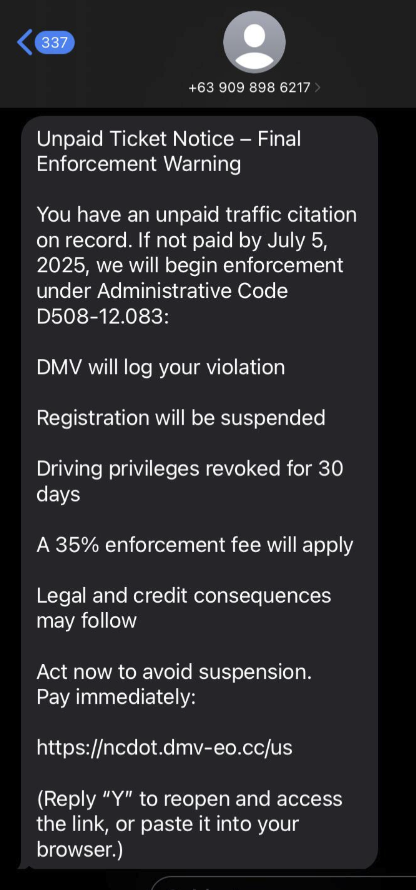 337
+63 909 898 6217
Unpaid Ticket Notice – Final
Enforcement Warning
You have an unpaid traffic citation
on record. If not paid by July 5,
2025, we will begin enforcement
under Administrative Code
D508-12.083:
DMV will log your violation
Registration will be suspended
Driving privileges revoked for 30
days
A 35% enforcement fee will apply
Legal and credit consequences
may follow
Act now to avoid suspension.
Pay immediately:
https://ncdot.dmv-eo.cc/us
(Reply “Y” to reopen and access
the link, or paste it into your
browser.)